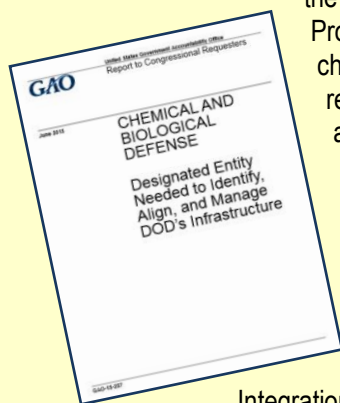 the
Pro
ch
re
a
United States Government Accountability Office
GAO
Report to Congressional Requesters
June 2015
CHEMICAL AND
BIOLOGICAL
DEFENSE
Designated Entity
Needed to Identify,
Align, and Manage
DOD's Infrastructure
GAO-15-257
Integration